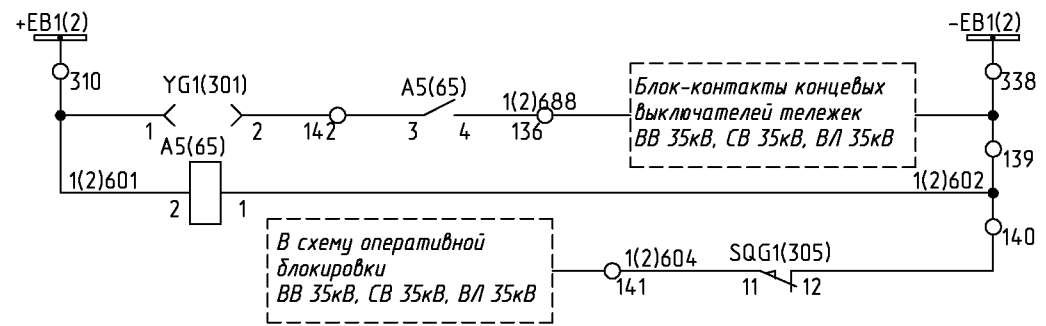 +EB1(2)
-EB1(2)
310
YG1(301)
A5(65)
1(2)688
Блок-контакты концевых
выключателей тележек
ВВ 35кВ, СВ 35кВ, ВЛ 35кВ
338
1
2
142
3
4
136
139
A5(65)
1(2)601
2
1
1(2)602
140
В схему оперативной
блокировки
ВВ 35кВ, СВ 35кВ, ВЛ 35кВ
1(2)604
141
SQG1(305)
11
12